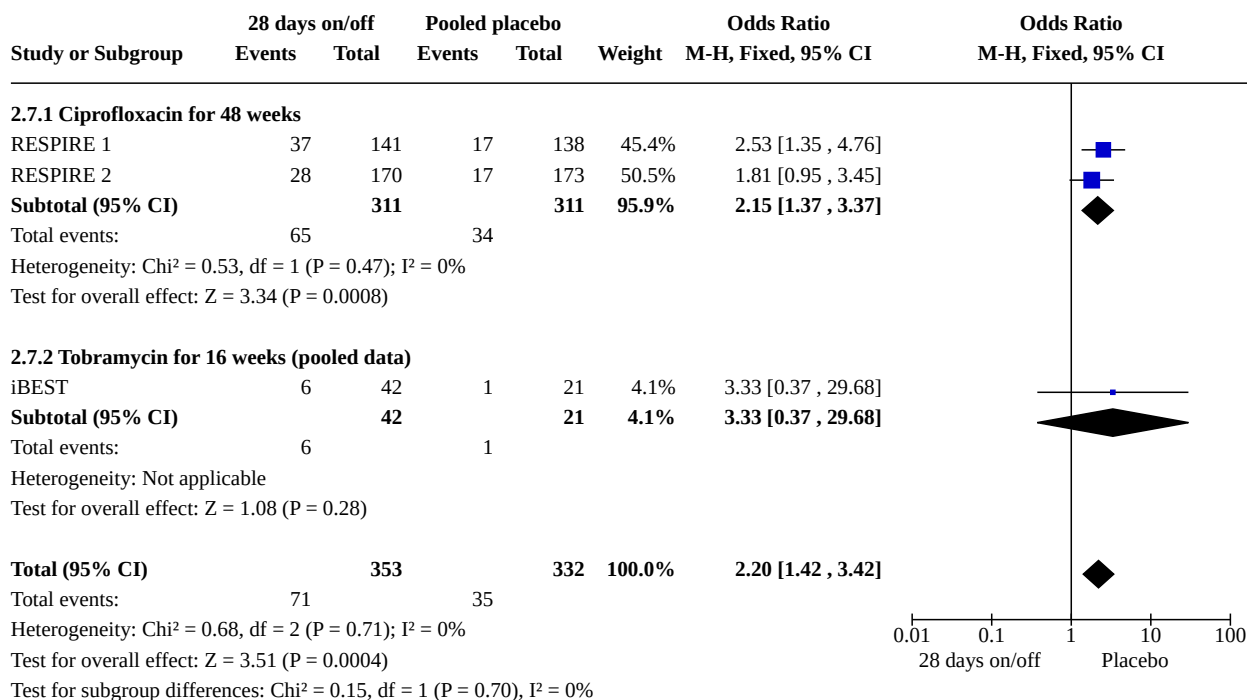 28 days on/off Pooled placebo Odds Ratio Odds Ratio
Study or Subgroup Events Total Events Total Weight M-H, Fixed, 95% CI M-H, Fixed, 95% CI
2.7.1 Ciprofloxacin for 48 weeks
RESPIRE 1 37 141 17 138 45.4% 2.53 [1.35 , 4.76]
RESPIRE 2 28 170 17 173 50.5% 1.81 [0.95 , 3.45]
Subtotal (95% CI) 311 311 95.9% 2.15 [1.37 , 3.37]
Total events: 65 34
Heterogeneity: Chi² = 0.53, df = 1 (P = 0.47); I² = 0%
Test for overall effect: Z = 3.34 (P = 0.0008)
2.7.2 Tobramycin for 16 weeks (pooled data)
iBEST 6 42 1 21 4.1% 3.33 [0.37 , 29.68]
Subtotal (95% CI) 42 21 4.1% 3.33 [0.37 , 29.68]
Total events: 6 1
Heterogeneity: Not applicable
Test for overall effect: Z = 1.08 (P = 0.28)
Total (95% CI) 353 332 100.0% 2.20 [1.42 , 3.42]
Total events: 71 35
Heterogeneity: Chi² = 0.68, df = 2 (P = 0.71); I² = 0%
0.01 0.1 1 10 100
Test for overall effect: Z = 3.51 (P = 0.0004) 28 days on/off Placebo
Test for subgroup differences: Chi² = 0.15, df = 1 (P = 0.70), I² = 0%